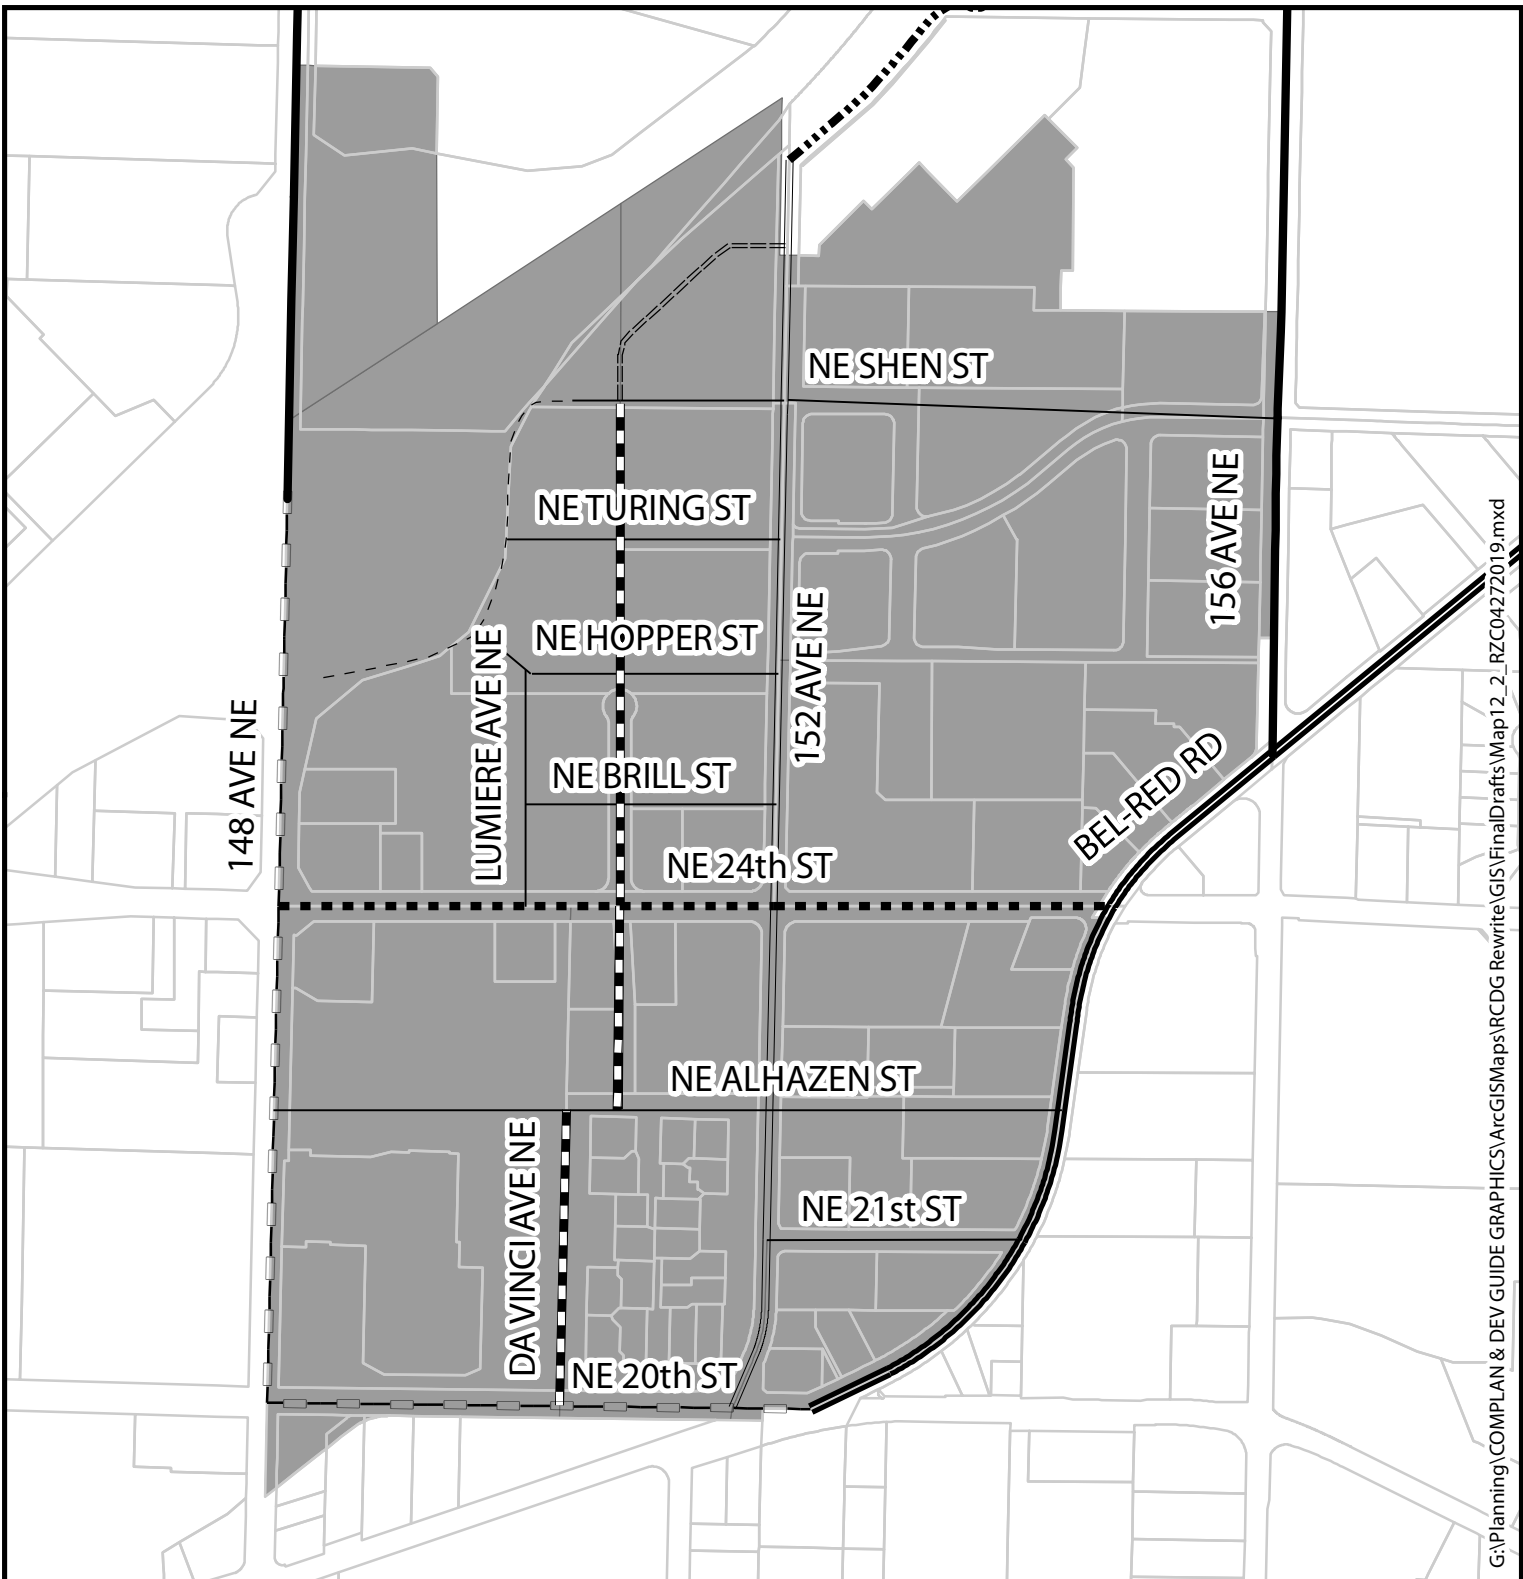 NE SHEN ST
NE TURING ST
156 AVE NE
NE HOPPER ST
152 AVE NE
LUMIERE AVE NE
148 AVE NE
NE BRILL ST
BEL-RED RD
NE 24th ST
NE ALHAZEN ST
DA VINCI AVE NE
NE 21st ST
NE 20th ST
G:\Planning\COMPLAN & DEV GUIDE GRAPHICS\ArcGISMaps\RCDG Rewrite\GIS\FinalDrafts\Map12_2_RZC04272019.mxd